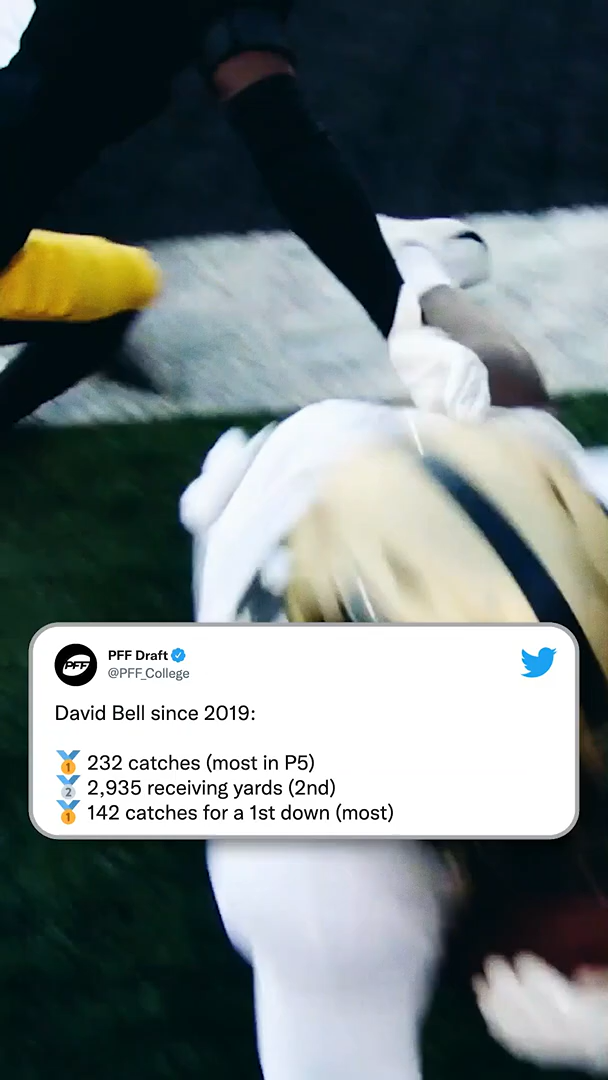 PFF
PFF Draft
@PFF_College
David Bell since 2019:
🥇 232 catches (most in P5)
🥈 2,935 receiving yards (2nd)
🥇 142 catches for a 1st down (most)